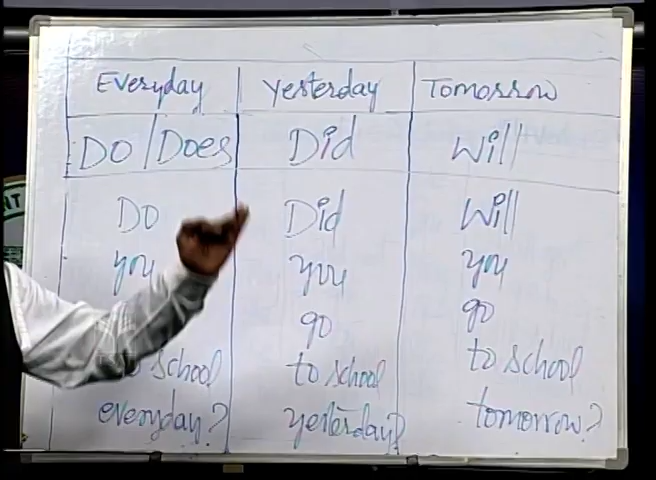 Everyday Yesterday Tomorrow
Do/Does Did Will
Do Did Will
you you you
go go
school to school to school
everyday? yesterday? tomorrow?
NT